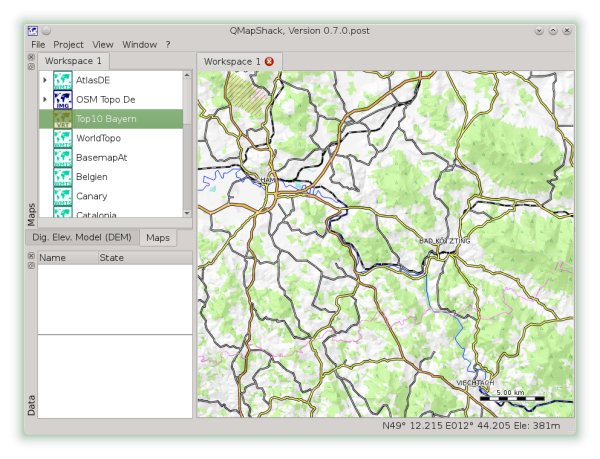 QMapShack, Version 0.7.0.post
File Project View Window ?
Workspace 1
Workspace 1
AtlasDE
OSM Topo De
IMG
Top10 Bayern
VRT
WorldTopo
BasemapAt
Belgien
Canary
Catalonia
Maps
Dig. Elev. Model (DEM) Maps
Name State
Data
HAM
BAD KÖTZTING
VIECHTACH
5.00 km
N49° 12.215 E012° 44.205 Ele: 381m